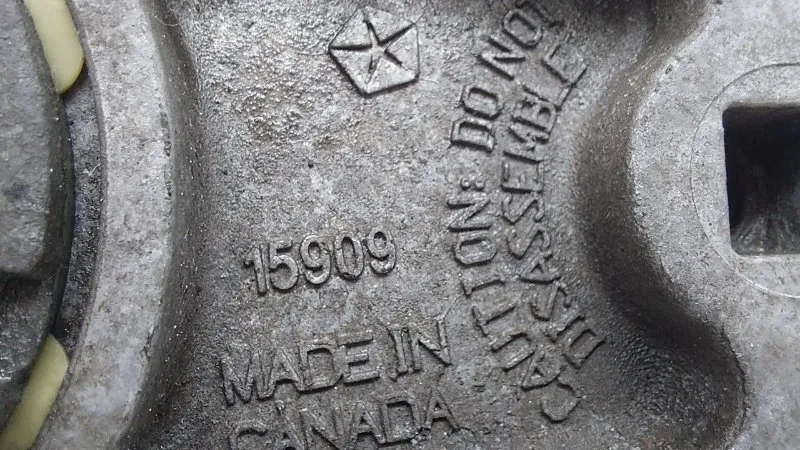 CAUTION: DO NOT
DISASSEMBLE
15909
MADE IN
CANADA